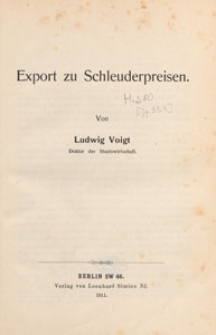 Export zu Schleuderpreisen.
Von
Ludwig Voigt
Doktor der Staatswirtschaft.
BERLIN SW 48.
Verlag von Leonhard Simion Nf.
1911.